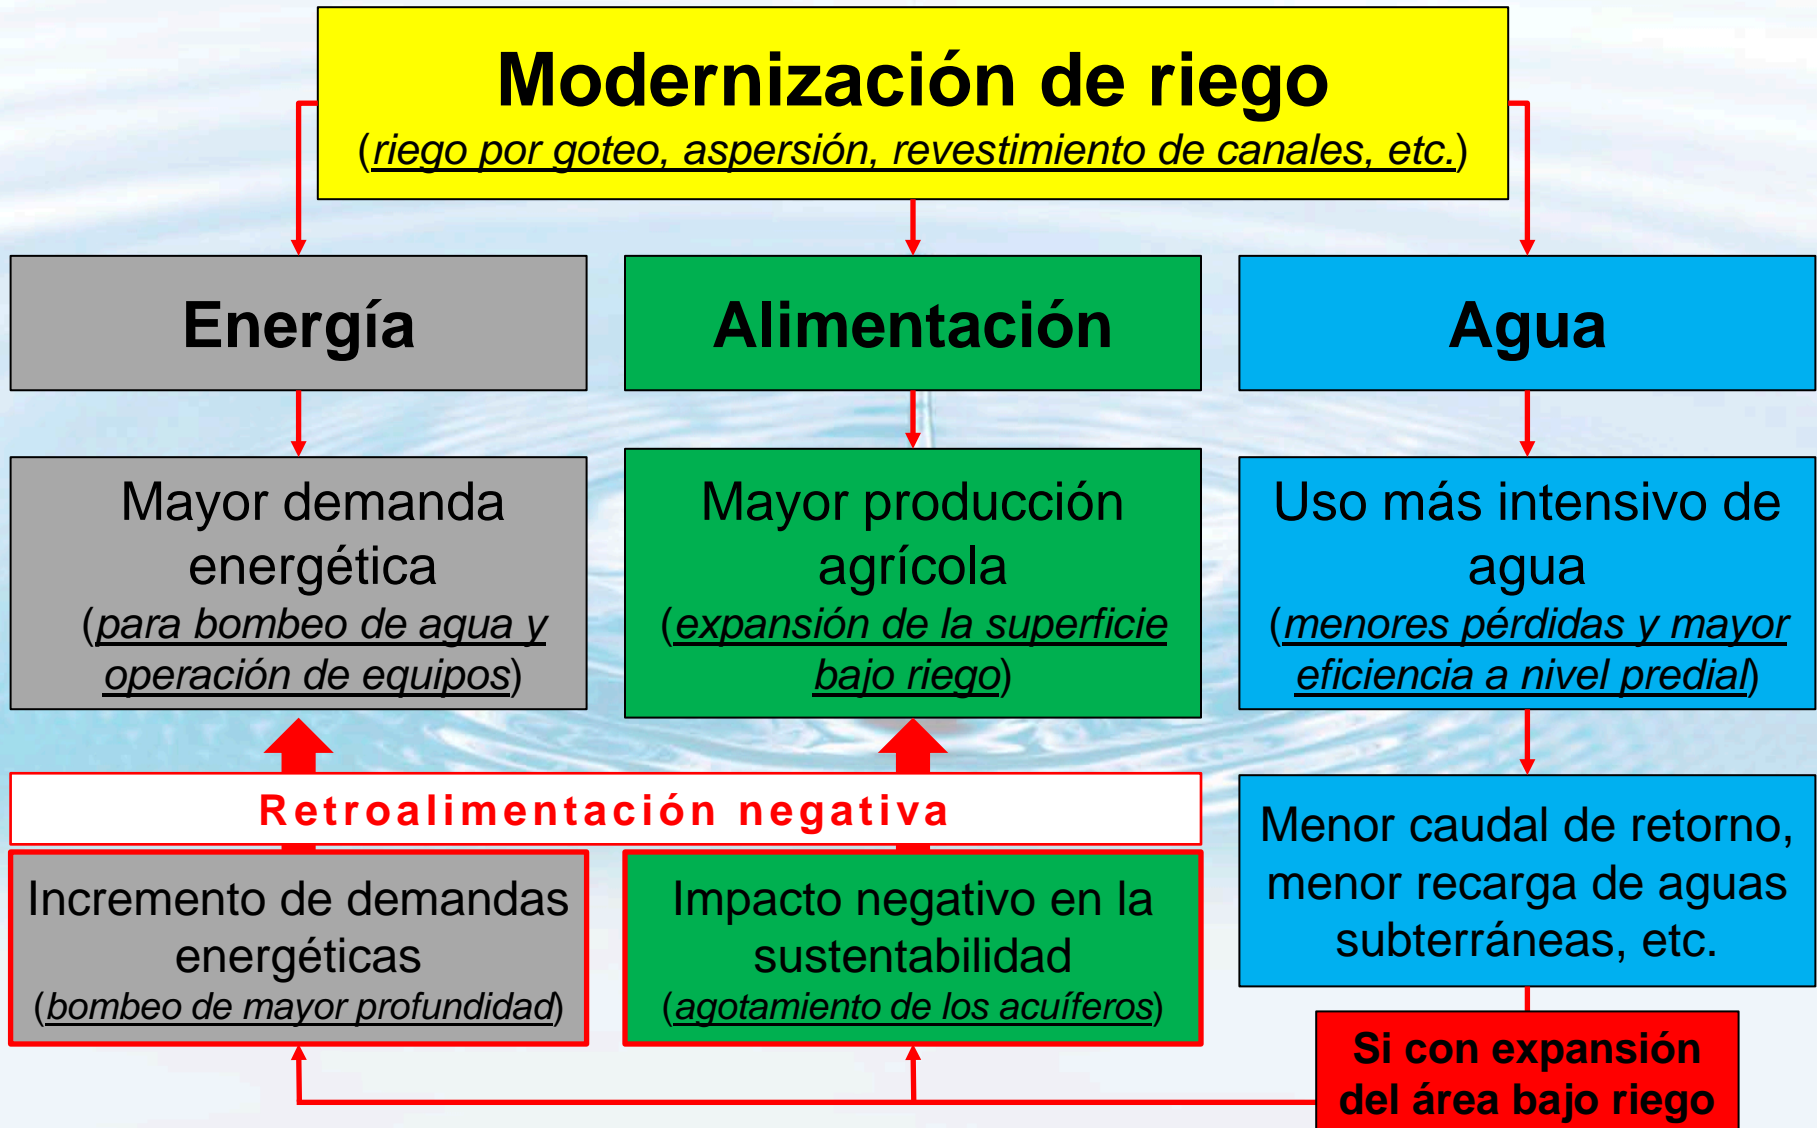 Modernización de riego
(riego por goteo, aspersión, revestimiento de canales, etc.)
Energía
Alimentación
Agua
Mayor demanda
energética
(para bombeo de agua y
operación de equipos)
Mayor producción
agrícola
(expansión de la superficie
bajo riego)
Uso más intensivo de
agua
(menores pérdidas y mayor
eficiencia a nivel predial)
Retroalimentación negativa
Incremento de demandas
energéticas
(bombeo de mayor profundidad)
Impacto negativo en la
sustentabilidad
(agotamiento de los acuíferos)
Menor caudal de retorno,
menor recarga de aguas
subterráneas, etc.
Si con expansión
del área bajo riego